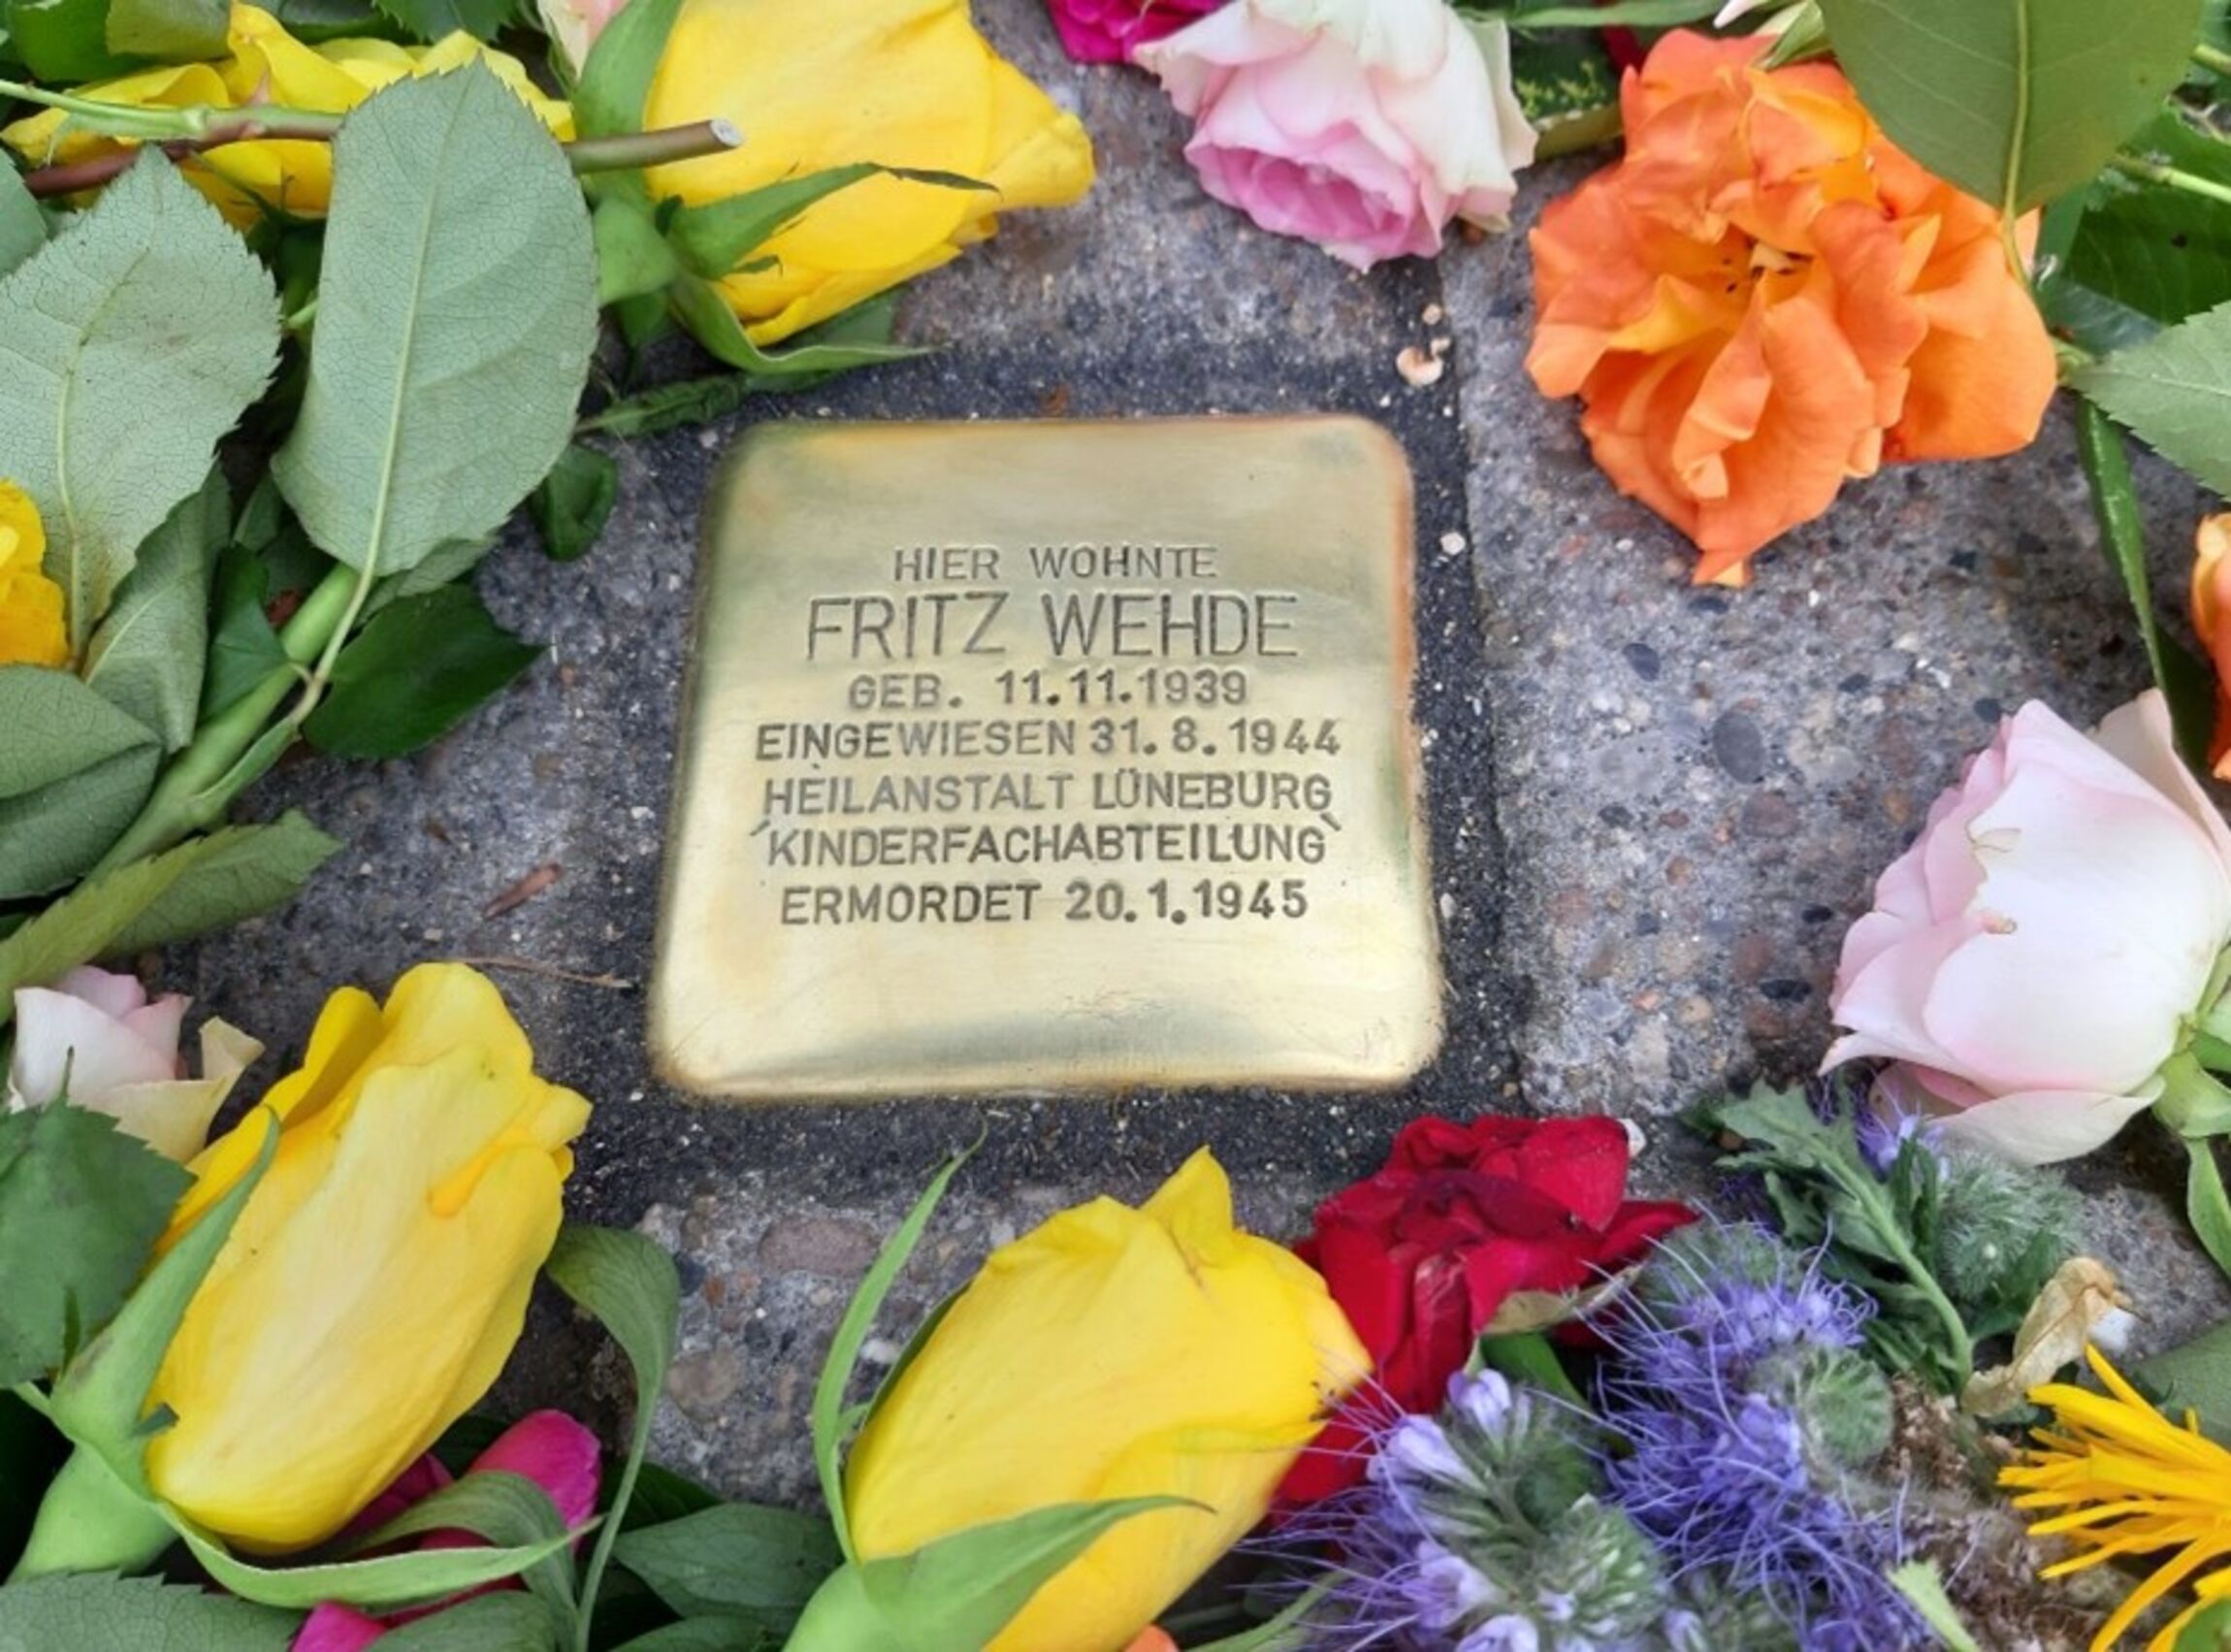 HIER WOHNTE
FRITZ WEHDE
GEB. 11.11.1939
EINGEWIESEN 31.8.1944
HEILANSTALT LÜNEBURG
'KINDERFACHABTEILUNG'
ERMORDET 20.1.1945